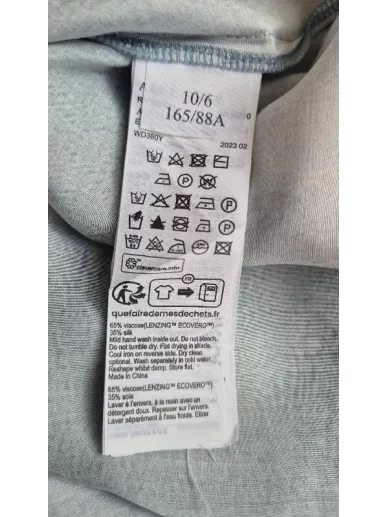 10/6
165/88A
WD380Y
2023 02
P W
P
P
clevercare.info
FR
quefairedemesdechets.fr
65% viscose(LENZING™ ECOVERO™)
35% silk
Mild hand wash inside out. Do not bleach.
Do not tumble dry. Flat drying in shade.
Cool iron on reverse side. Dry clean
optional. Wash separately in cold water.
Reshape whilst damp. Store flat.
Made in China
65% viscose(LENZING™ ECOVERO™)
35% soie
Laver à l'envers, à la main avec un
détergent doux. Repasser sur l'envers.
Laver séparément à l'eau froide. Etirer